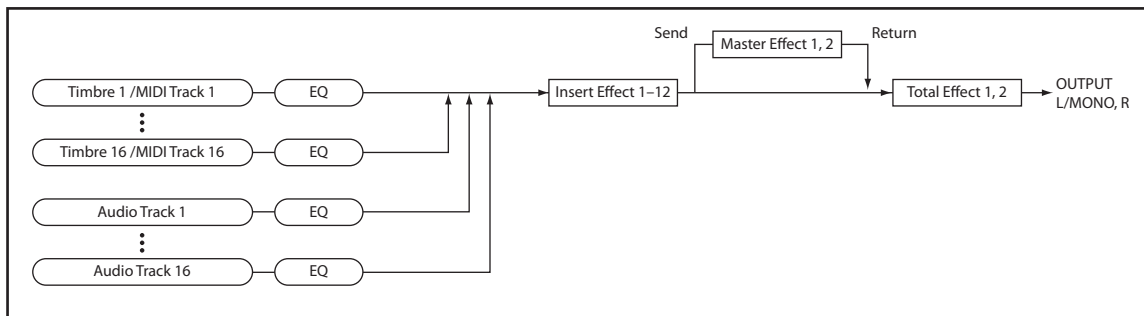 Send
Master Effect 1, 2
Return
Timbre 1 /MIDI Track 1
EQ
Insert Effect 1–12
Total Effect 1, 2
OUTPUT
L/MONO, R
Timbre 16 /MIDI Track 16
EQ
Audio Track 1
EQ
Audio Track 16
EQ